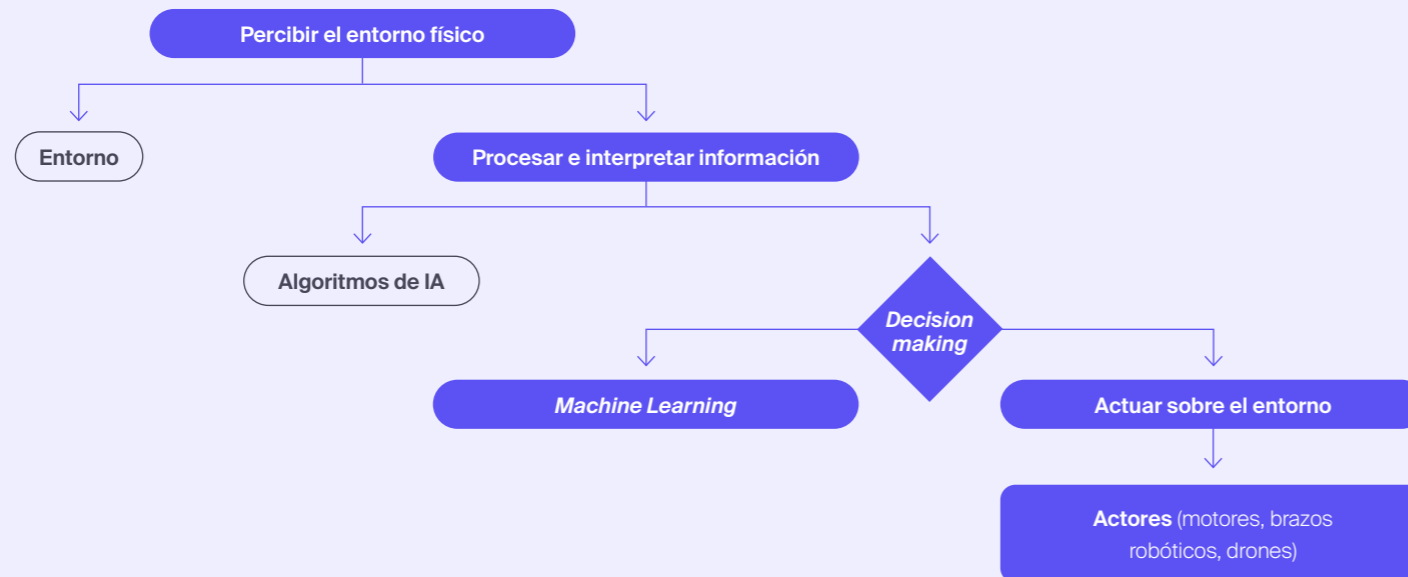 Percibir el entorno físico
Entorno
Procesar e interpretar información
Algoritmos de IA
Decision
making
Machine Learning
Actuar sobre el entorno
Actores (motores, brazos
robóticos, drones)